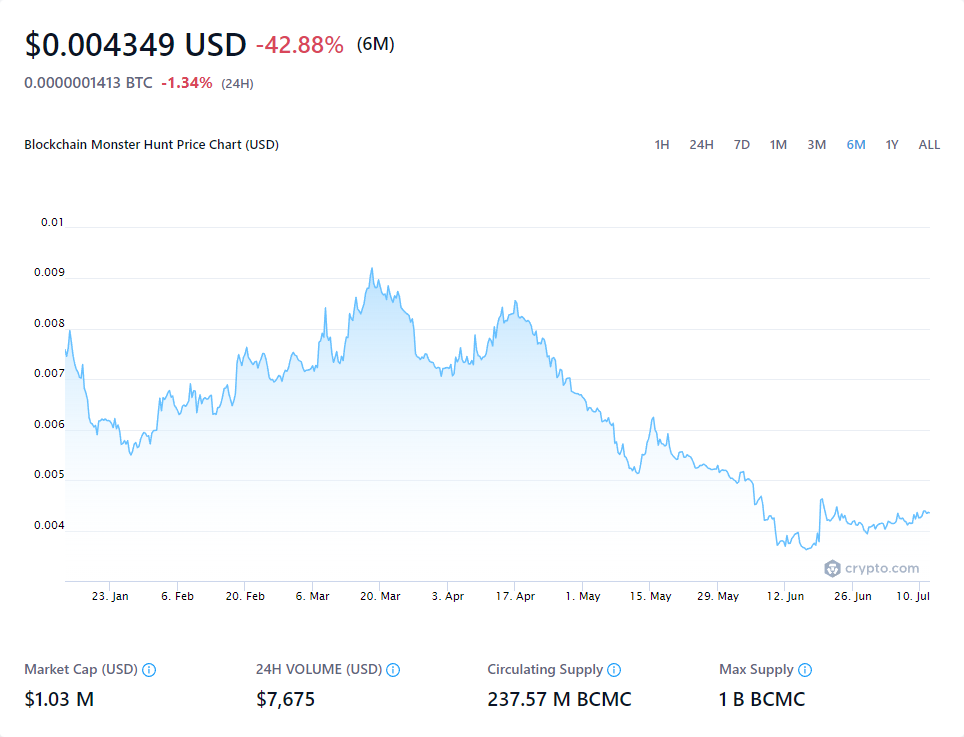 $0.004349 USD -42.88% (6M)
0.0000001413 BTC -1.34% (24H)
Blockchain Monster Hunt Price Chart (USD) 1H 24H 7D 1M 3M 6M 1Y ALL
0.01
0.009
0.008
0.007
0.006
0.005
0.004
crypto.com
23. Jan 6. Feb 20. Feb 6. Mar 20. Mar 3. Apr 17. Apr 1. May 15. May 29. May 12. Jun 26. Jun 10. Jul
Market Cap (USD) 24H VOLUME (USD) Circulating Supply Max Supply
$1.03 M $7,675 237.57 M BCMC 1 B BCMC